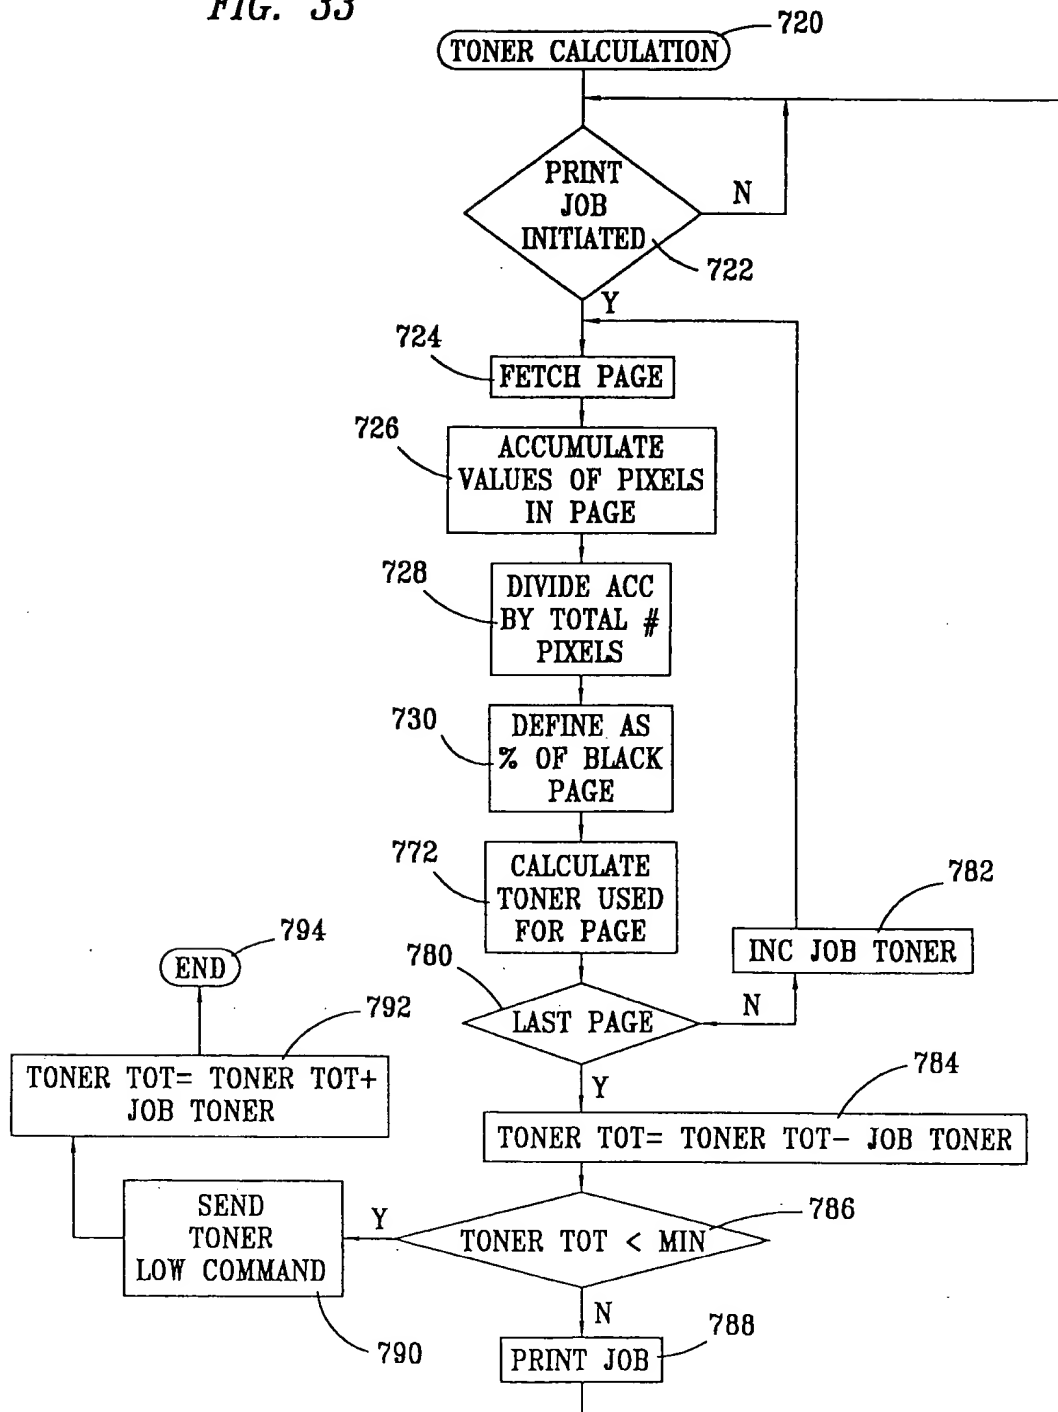 FIG. 33
720
TONER CALCULATION
PRINT
JOB
INITIATED
N
722
Y
724
FETCH PAGE
726
ACCUMULATE
VALUES OF PIXELS
IN PAGE
728
DIVIDE ACC
BY TOTAL #
PIXELS
730
DEFINE AS
% OF BLACK
PAGE
772
CALCULATE
TONER USED
FOR PAGE
782
INC JOB TONER
780
LAST PAGE
N
Y
794
END
792
TONER TOT= TONER TOT+
JOB TONER
784
TONER TOT= TONER TOT- JOB TONER
786
TONER TOT < MIN
Y
SEND
TONER
LOW COMMAND
790
N
788
PRINT JOB